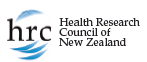 hrc Health Research
Council of
New Zealand